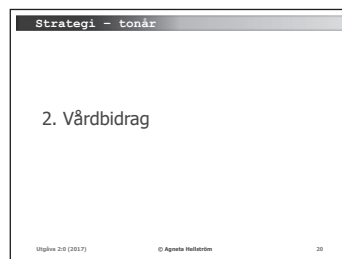 Strategi – tonår
2. Vårdbidrag
Utgåva 2:0 (2017) © Agneta Hellström 20